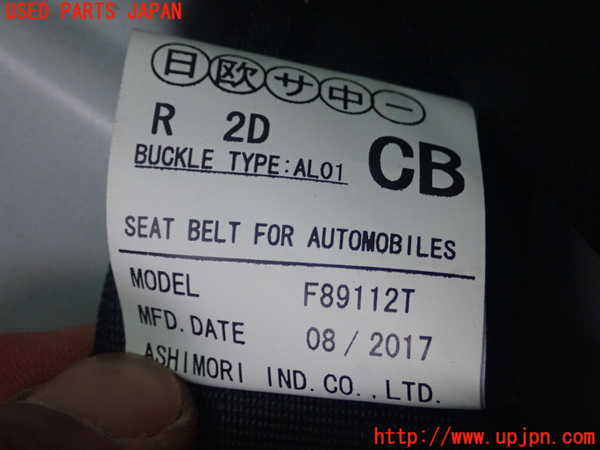 USED PARTS JAPAN
日欧サ中一
R 2D
BUCKLE TYPE:AL01
CB
SEAT BELT FOR AUTOMOBILES
MODEL F89112T
MFD.DATE 08/2017
ASHIMORI IND.CO.,LTD.
http://www.upjpn.com